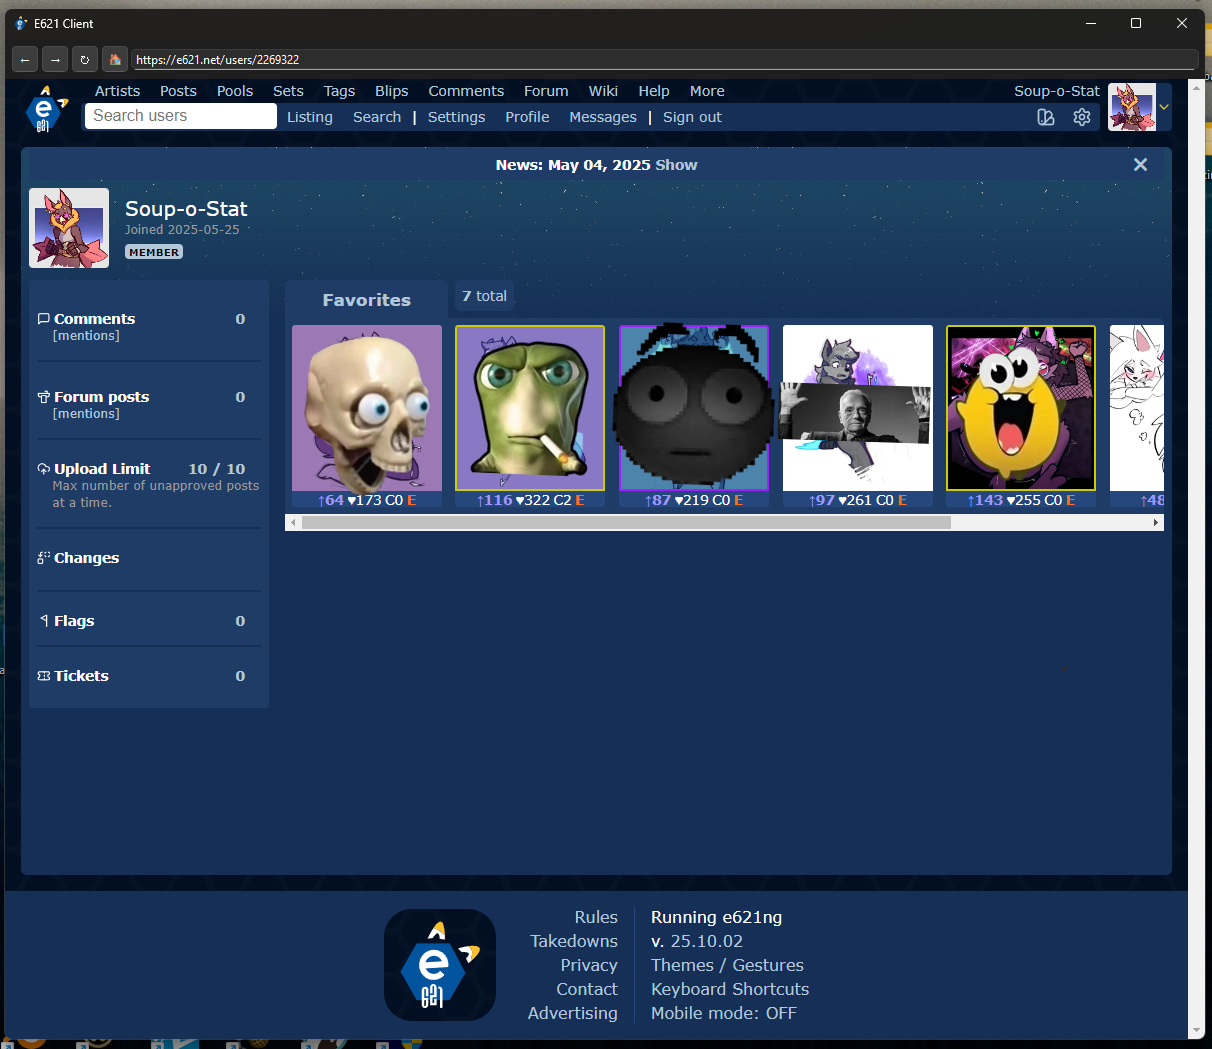 E621 Client
https://e621.net/users/2269322
Artists Posts Pools Sets Tags Blips Comments Forum Wiki Help More
Soup-o-Stat
e
621
Search users
Listing Search | Settings Profile Messages | Sign out
News: May 04, 2025 Show
Soup-o-Stat
Joined 2025-05-25
MEMBER
Comments 0
[mentions]
Forum posts 0
[mentions]
Upload Limit 10 / 10
Max number of unapproved posts
at a time.
Changes
Flags 0
Tickets 0
Favorites
7 total
↑64 ♥173 C0 E
↑116 ♥322 C2 E
↑87 ♥219 C0 E
↑97 ♥261 C0 E
↑143 ♥255 C0 E
↑48
e
621
Rules
Takedowns
Privacy
Contact
Advertising
Running e621ng
v. 25.10.02
Themes / Gestures
Keyboard Shortcuts
Mobile mode: OFF